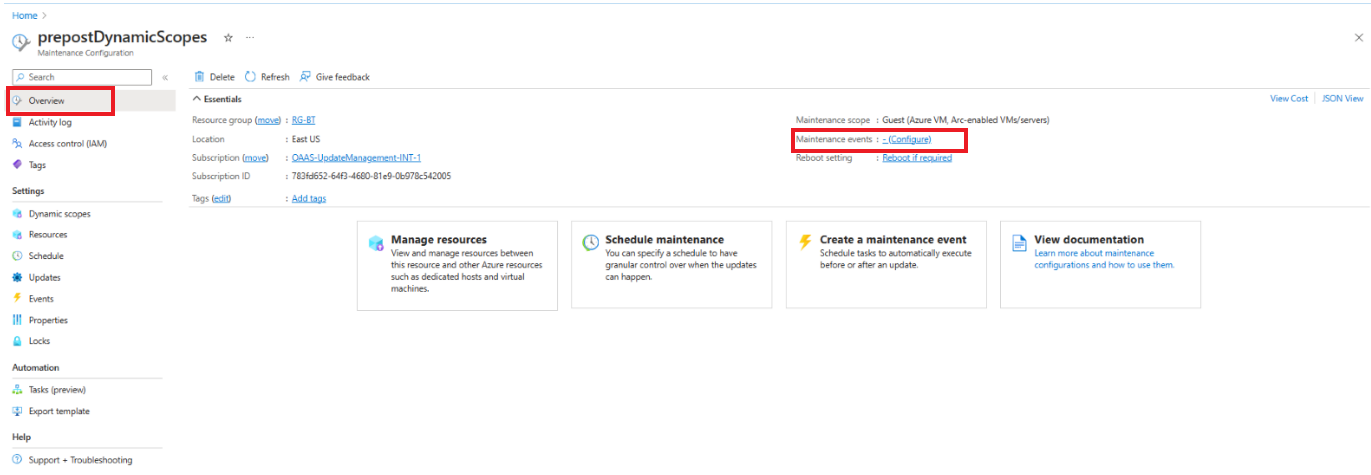 Home >
prepostDynamicScopes ☆ ...
Maintenance Configuration
Search
«
Overview
Activity log
Access control (IAM)
Tags
Settings
Dynamic scopes
Resources
Schedule
Updates
Events
Properties
Locks
Automation
Tasks (preview)
Export template
Help
Support + Troubleshooting
Delete Refresh Give feedback
Essentials
View Cost | JSON View
Resource group (move) : RG-BT
Location : East US
Subscription (move) : OAAS-UpdateManagement-INT-1
Subscription ID : 783fd652-64f3-4680-81e9-0b978c542005
Tags (edit) : Add tags
Maintenance scope : Guest (Azure VM, Arc-enabled VMs/servers)
Maintenance events : - (Configure)
Reboot setting : Reboot if required
Manage resources
View and manage resources between
this resource and other Azure resources
such as dedicated hosts and virtual
machines.
Schedule maintenance
You can specify a schedule to have
granular control over when the updates
can happen.
Create a maintenance event
Schedule tasks to automatically execute
before or after an update.
View documentation
Learn more about maintenance
configurations and how to use them.